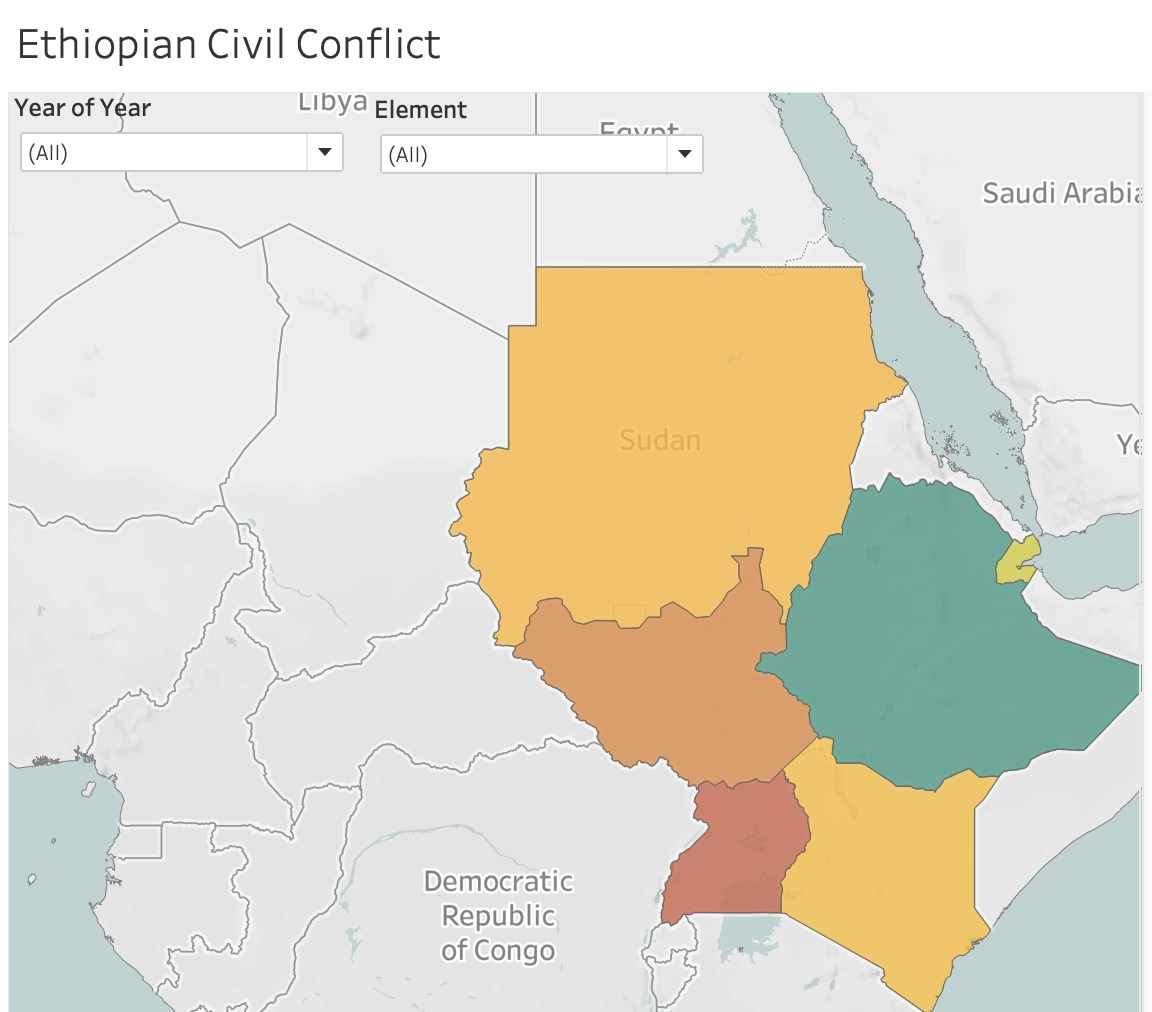 Ethiopian Civil Conflict
Year of Year
Libya
Element
(All)
(All)
Egypt
Saudi Arabia
Sudan
Ye
Democratic
Republic
of Congo